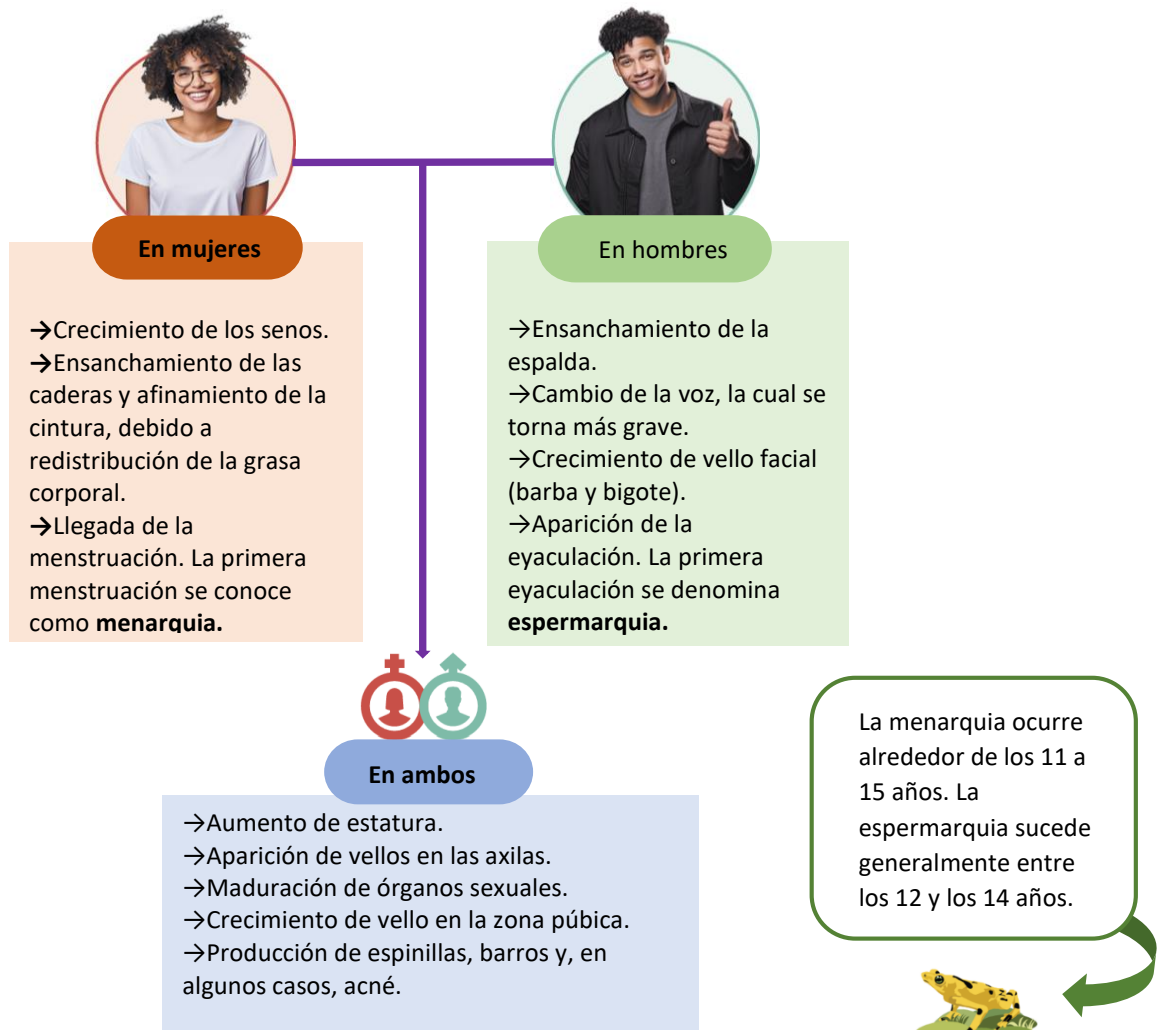 En mujeres
→Crecimiento de los senos.
→Ensanchamiento de las
caderas y afinamiento de la
cintura, debido a
redistribución de la grasa
corporal.
→Llegada de la
menstruación. La primera
menstruación se conoce
como menarquia.
En hombres
→Ensanchamiento de la
espalda.
→Cambio de la voz, la cual se
torna más grave.
→Crecimiento de vello facial
(barba y bigote).
→Aparición de la
eyaculación. La primera
eyaculación se denomina
espermarquia.
En ambos
→Aumento de estatura.
→Aparición de vellos en las axilas.
→Maduración de órganos sexuales.
→Crecimiento de vello en la zona púbica.
→Producción de espinillas, barros y, en
algunos casos, acné.
La menarquia ocurre
alrededor de los 11 a
15 años. La
espermarquia sucede
generalmente entre
los 12 y los 14 años.